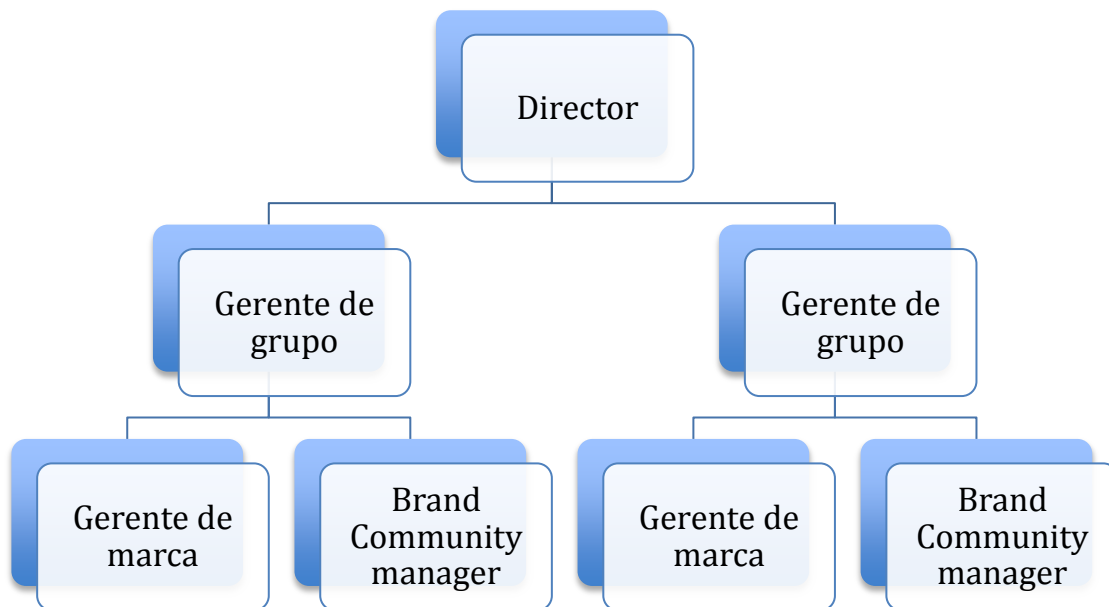 Director
Gerente de
grupo
Gerente de
grupo
Gerente de
marca
Brand
Community
manager
Gerente de
marca
Brand
Community
manager